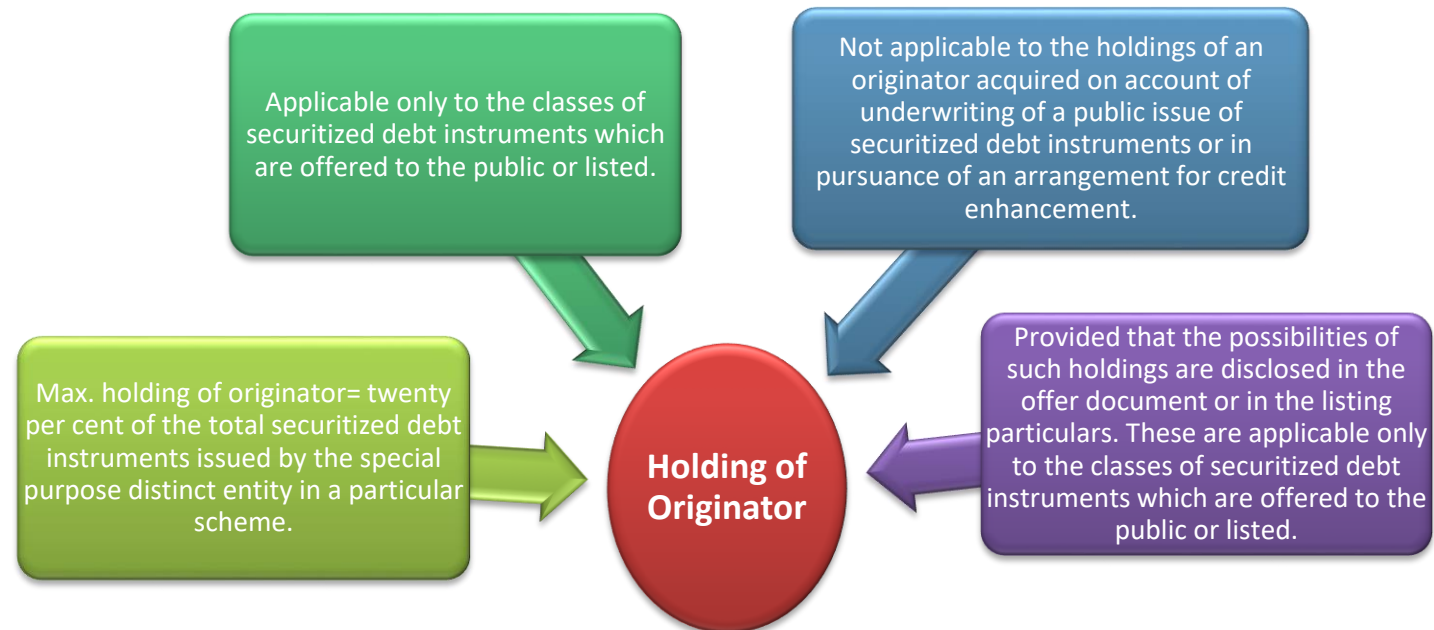 Applicable only to the classes of
securitized debt instruments which
are offered to the public or listed.
Not applicable to the holdings of an
originator acquired on account of
underwriting of a public issue of
securitized debt instruments or in
pursuance of an arrangement for credit
enhancement.
Max. holding of originator= twenty
per cent of the total securitized debt
instruments issued by the special
purpose distinct entity in a particular
scheme.
Provided that the possibilities of
such holdings are disclosed in the
offer document or in the listing
particulars. These are applicable only
to the classes of securitized debt
instruments which are offered to the
public or listed.
Holding of
Originator